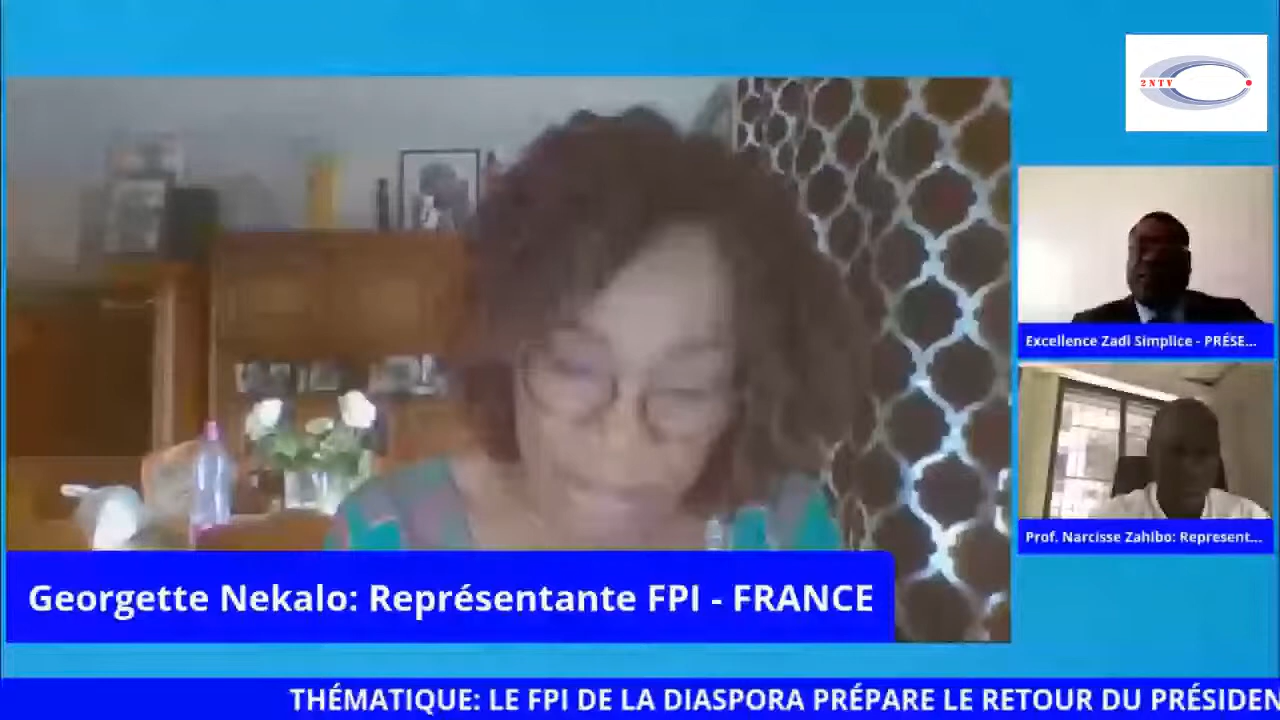 2NTV
Excellence Zadi Simplice - PRÉSE...
Prof. Narcisse Zahibo: Represent...
Georgette Nekalo: Représentante FPI - FRANCE
THÉMATIQUE: LE FPI DE LA DIASPORA PRÉPARE LE RETOUR DU PRÉSIDEN